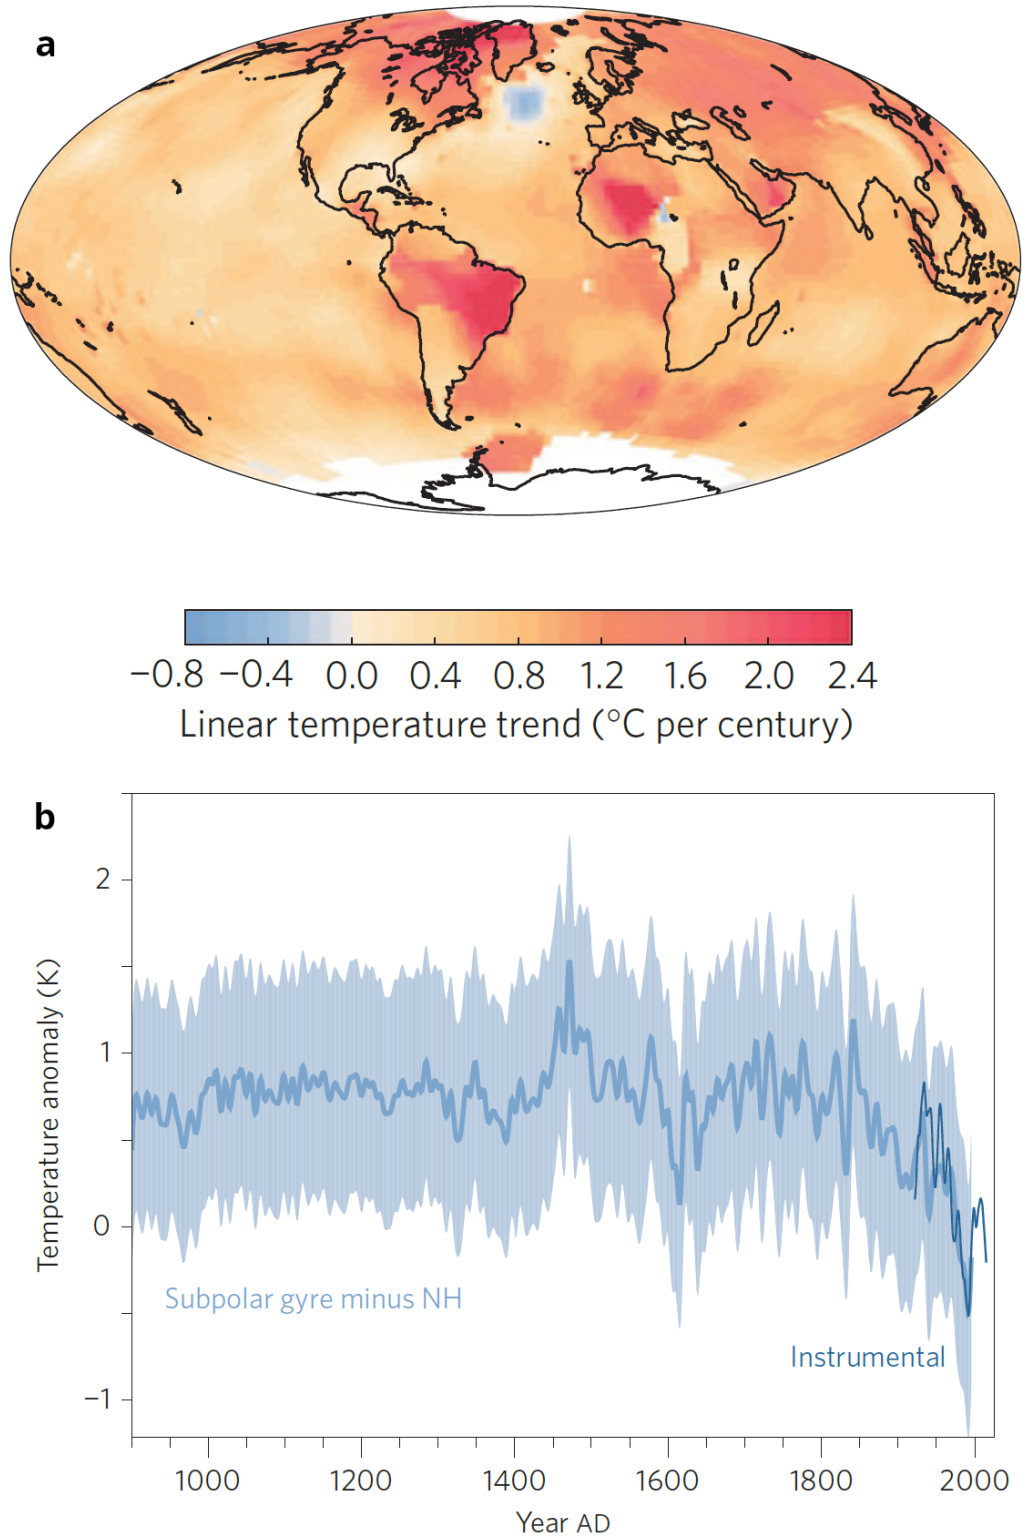 a
−0.8 −0.4 0.0 0.4 0.8 1.2 1.6 2.0 2.4
Linear temperature trend (°C per century)
b
2
1
0
−1
Temperature anomaly (K)
Subpolar gyre minus NH
Instrumental
1000 1200 1400 1600 1800 2000
Year AD